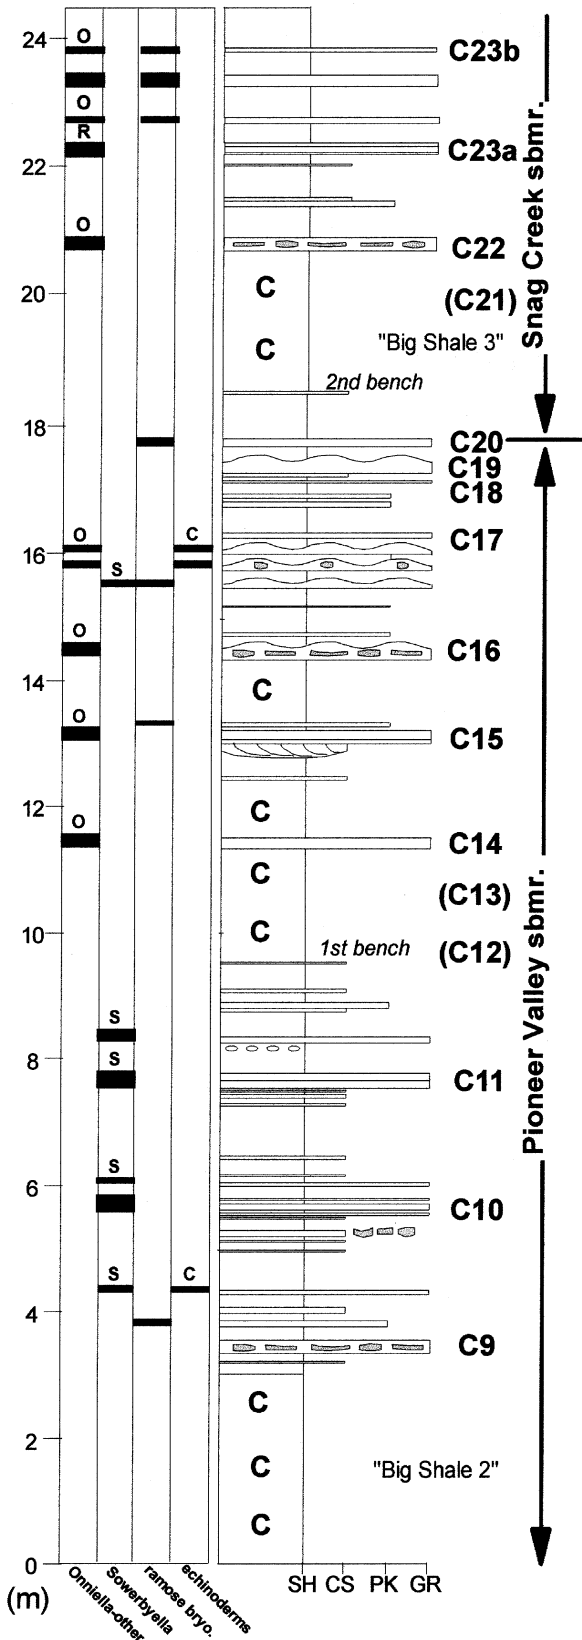 24
O
C23b
O
R
C23a
22
O
C22
C
(C21)
20
C
"Big Shale 3"
2nd bench
18
C20
C19
C18
O
C
C17
16
S
O
C16
14
C
O
C15
12
C
O
C14
C
(C13)
10
C
1st bench
(C12)
S
8
S
C11
S
6
C10
S
C
4
C9
C
2
C
"Big Shale 2"
C
0
(m)
Onniella-other
Sowerbyella
ramose bryo.
echinoderms
SH
CS
PK
GR
Snag Creek sbmr.
Pioneer Valley sbmr.